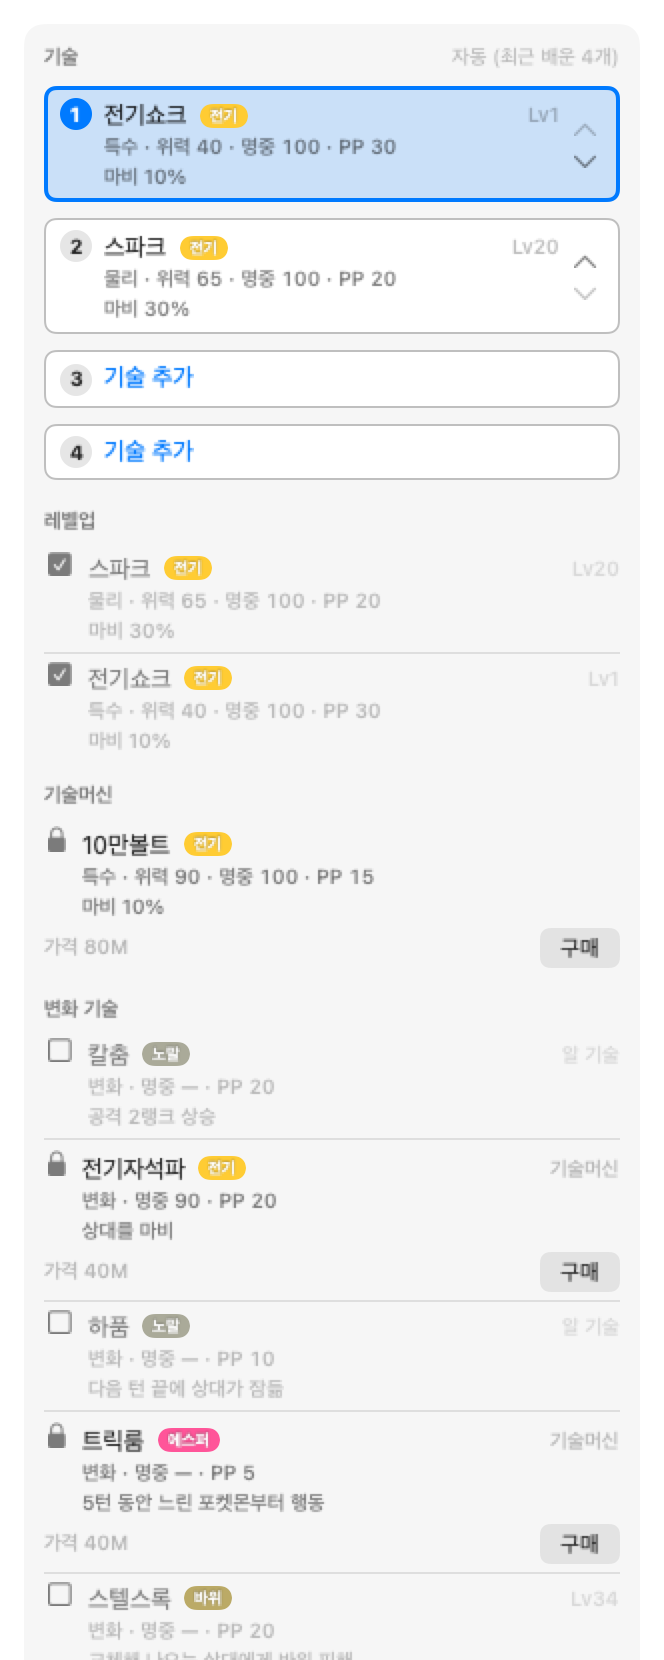 기술 자동 (최근 배운 4개)
1 전기쇼크 전기 Lv1
특수 · 위력 40 · 명중 100 · PP 30
마비 10%
2 스파크 전기 Lv20
물리 · 위력 65 · 명중 100 · PP 20
마비 30%
3 기술 추가
4 기술 추가
레벨업
스파크 전기 Lv20
물리 · 위력 65 · 명중 100 · PP 20
마비 30%
전기쇼크 전기 Lv1
특수 · 위력 40 · 명중 100 · PP 30
마비 10%
기술머신
10만볼트 전기
특수 · 위력 90 · 명중 100 · PP 15
마비 10%
가격 80M 구매
변화 기술
칼춤 노말 알 기술
변화 · 명중 — · PP 20
공격 2랭크 상승
전기자석파 전기 기술머신
변화 · 명중 90 · PP 20
상대를 마비
가격 40M 구매
하품 노말 알 기술
변화 · 명중 — · PP 10
다음 턴 끝에 상대가 잠듦
트릭룸 에스퍼 기술머신
변화 · 명중 — · PP 5
5턴 동안 느린 포켓몬부터 행동
가격 40M 구매
스텔스록 바위 Lv34
변화 · 명중 — · PP 20